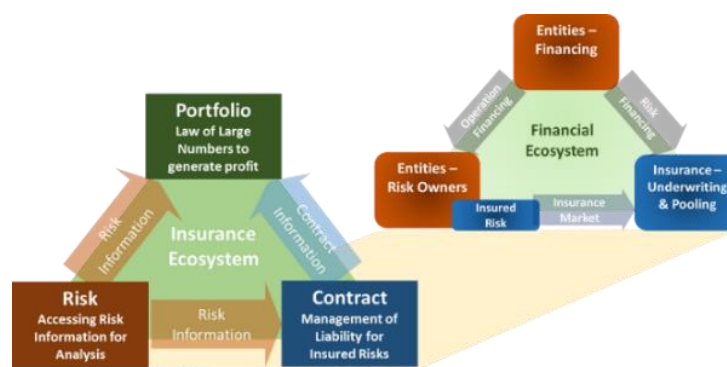 Portfolio
Law of Large
Numbers to
generate profit
Risk
Information
Insurance
Ecosystem
Contract
Information
Risk
Accessing Risk
Information for
Analysis
Risk
Information
Contract
Management of
Liability for
Insured Risks
Entities –
Financing
Operation
Financing
Financial
Ecosystem
Risk
Financing
Entities –
Risk Owners
Insured
Risk
Insurance
Market
Insurance –
Underwriting
& Pooling